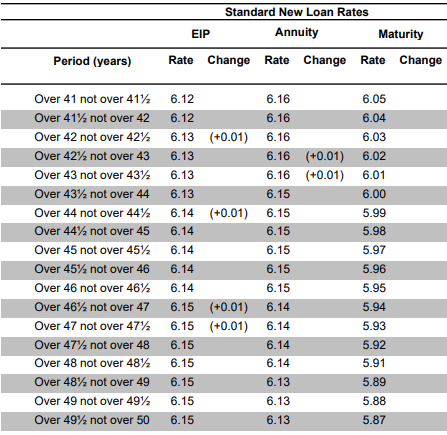 Standard New Loan Rates
EIP Annuity Maturity
Period (years) Rate Change Rate Change Rate Change
Over 41 not over 41½ 6.12 6.16 6.05
Over 41½ not over 42 6.12 6.16 6.04
Over 42 not over 42½ 6.13 (+0.01) 6.16 6.03
Over 42½ not over 43 6.13 6.16 (+0.01) 6.02
Over 43 not over 43½ 6.13 6.16 (+0.01) 6.01
Over 43½ not over 44 6.13 6.15 6.00
Over 44 not over 44½ 6.14 (+0.01) 6.15 5.99
Over 44½ not over 45 6.14 6.15 5.98
Over 45 not over 45½ 6.14 6.15 5.97
Over 45½ not over 46 6.14 6.15 5.96
Over 46 not over 46½ 6.14 6.15 5.95
Over 46½ not over 47 6.15 (+0.01) 6.14 5.94
Over 47 not over 47½ 6.15 (+0.01) 6.14 5.93
Over 47½ not over 48 6.15 6.14 5.92
Over 48 not over 48½ 6.15 6.14 5.91
Over 48½ not over 49 6.15 6.13 5.89
Over 49 not over 49½ 6.15 6.13 5.88
Over 49½ not over 50 6.15 6.13 5.87